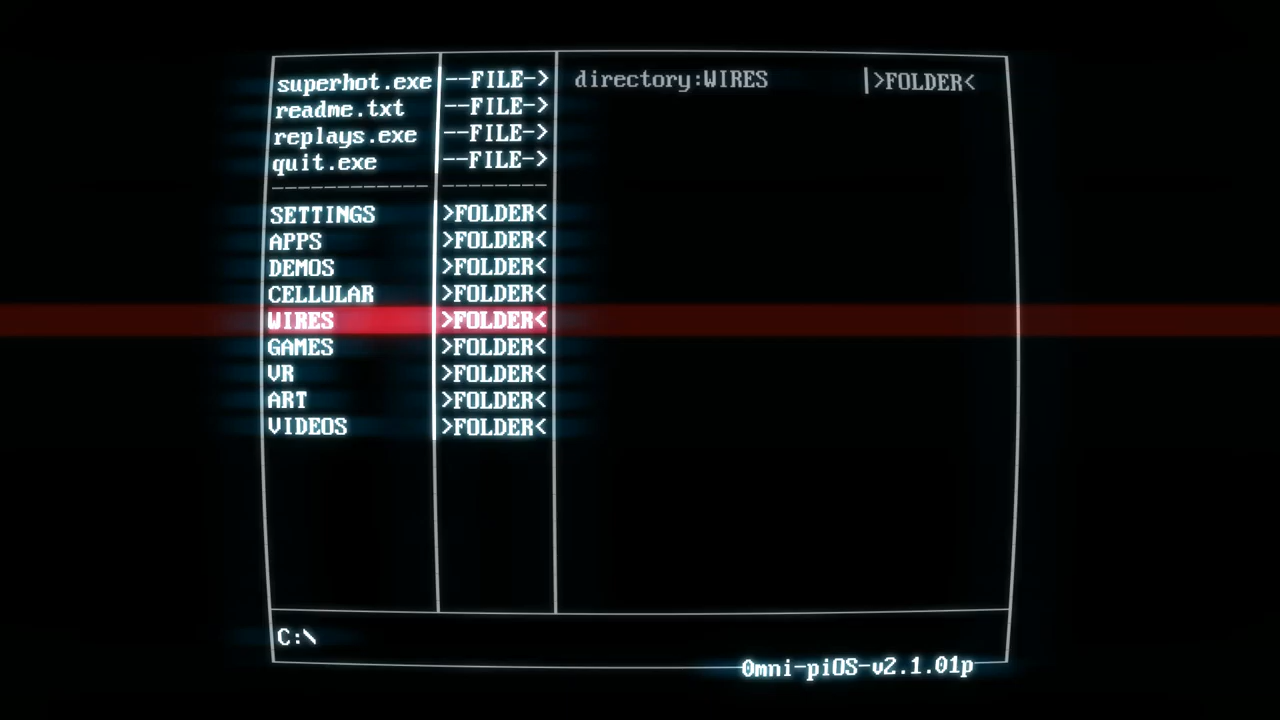 superhot.exe --FILE-> directory:WIRES |>FOLDER<
readme.txt --FILE->
replays.exe --FILE->
quit.exe --FILE->
------------ --------
SETTINGS >FOLDER<
APPS >FOLDER<
DEMOS >FOLDER<
CELLULAR >FOLDER<
WIRES >FOLDER<
GAMES >FOLDER<
VR >FOLDER<
ART >FOLDER<
VIDEOS >FOLDER<
C:\
0mni-piOS-v2.1.01p